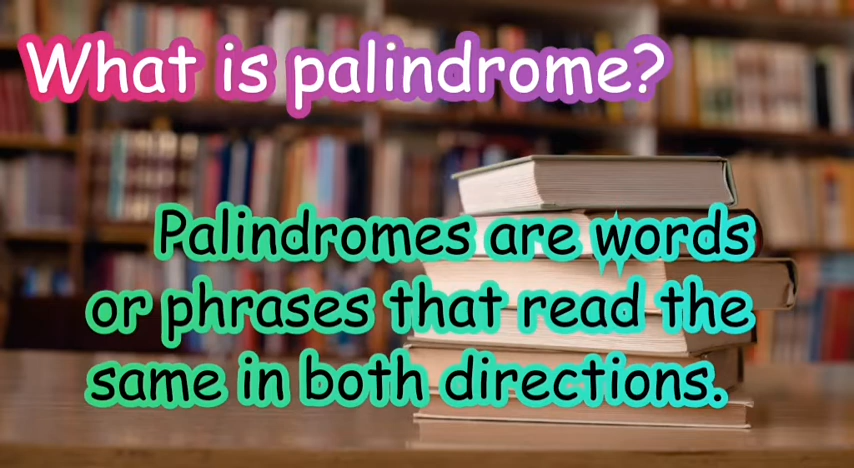 What is palindrome?
Palindromes are words
or phrases that read the
same in both directions.